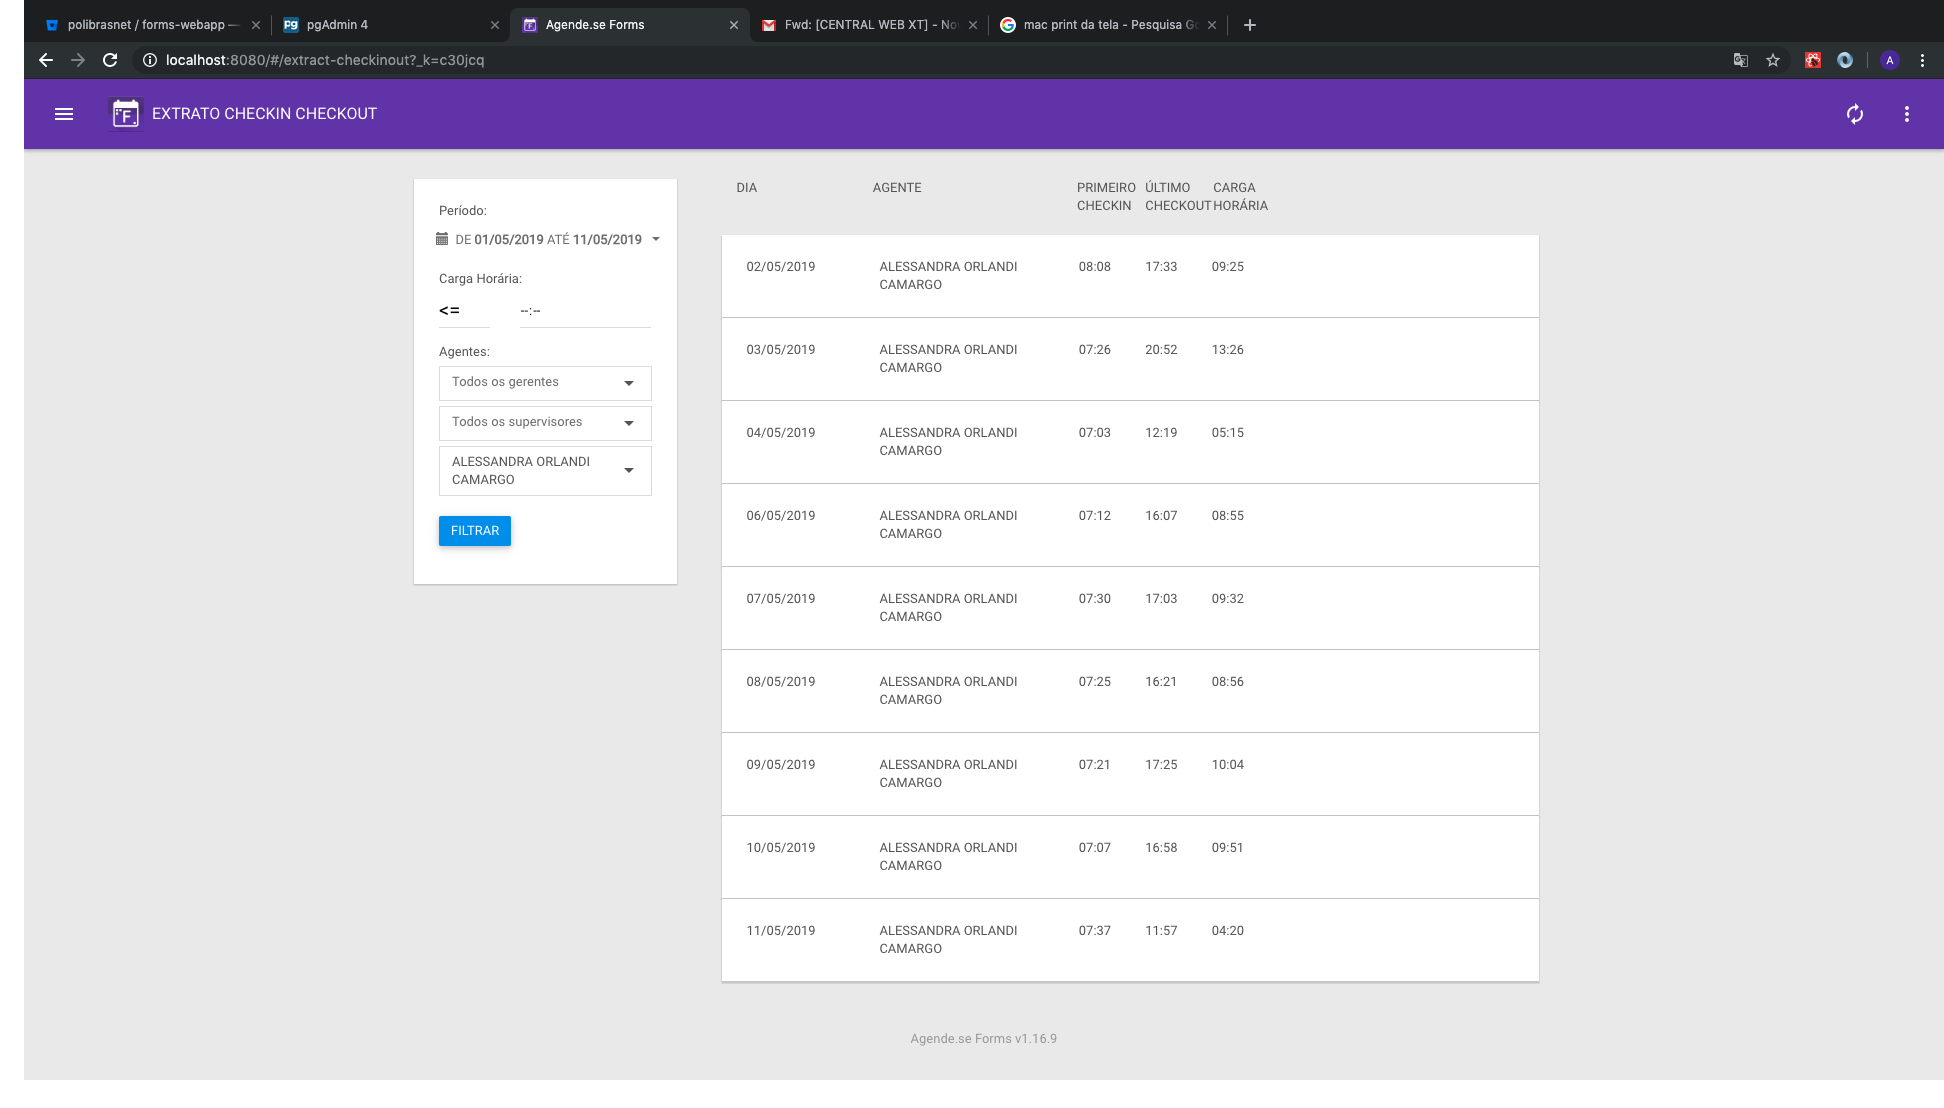 polibrasnet / forms-webapp —
pgAdmin 4
Agende.se Forms
Fwd: [CENTRAL WEB XT] - No
mac print da tela - Pesquisa Go
localhost:8080/#/extract-checkinout?_k=c30jcq
A
F
EXTRATO CHECKIN CHECKOUT
Período:
DE 01/05/2019 ATÉ 11/05/2019
Carga Horária:
<= --:--
Agentes:
Todos os gerentes
Todos os supervisores
ALESSANDRA ORLANDI
CAMARGO
FILTRAR
DIA AGENTE PRIMEIRO ÚLTIMO CARGA
CHECKIN CHECKOUT HORÁRIA
02/05/2019 ALESSANDRA ORLANDI 08:08 17:33 09:25
CAMARGO
03/05/2019 ALESSANDRA ORLANDI 07:26 20:52 13:26
CAMARGO
04/05/2019 ALESSANDRA ORLANDI 07:03 12:19 05:15
CAMARGO
06/05/2019 ALESSANDRA ORLANDI 07:12 16:07 08:55
CAMARGO
07/05/2019 ALESSANDRA ORLANDI 07:30 17:03 09:32
CAMARGO
08/05/2019 ALESSANDRA ORLANDI 07:25 16:21 08:56
CAMARGO
09/05/2019 ALESSANDRA ORLANDI 07:21 17:25 10:04
CAMARGO
10/05/2019 ALESSANDRA ORLANDI 07:07 16:58 09:51
CAMARGO
11/05/2019 ALESSANDRA ORLANDI 07:37 11:57 04:20
CAMARGO
Agende.se Forms v1.16.9